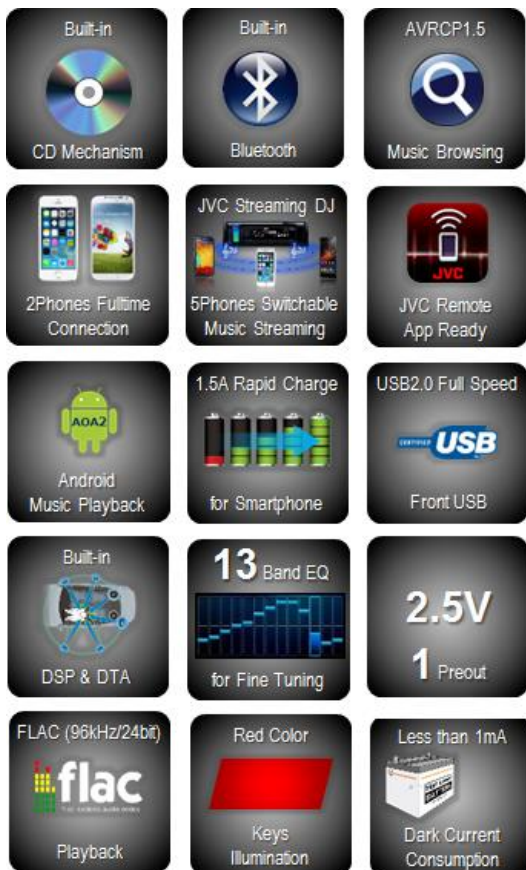 Built-in
CD Mechanism
Built-in
Bluetooth
AVRCP1.5
Music Browsing
2Phones Fulltime
Connection
JVC Streaming DJ
5Phones Switchable
Music Streaming
JVC
JVC Remote
App Ready
AOA2
Android
Music Playback
1.5A Rapid Charge
for Smartphone
USB2.0 Full Speed
CERTIFIED USB
Front USB
Built-in
DSP & DTA
13 Band EQ
for Fine Tuning
2.5V
1 Preout
FLAC (96kHz/24bit)
flac
Playback
Red Color
Keys
Illumination
Less than 1mA
Dark Current
Consumption